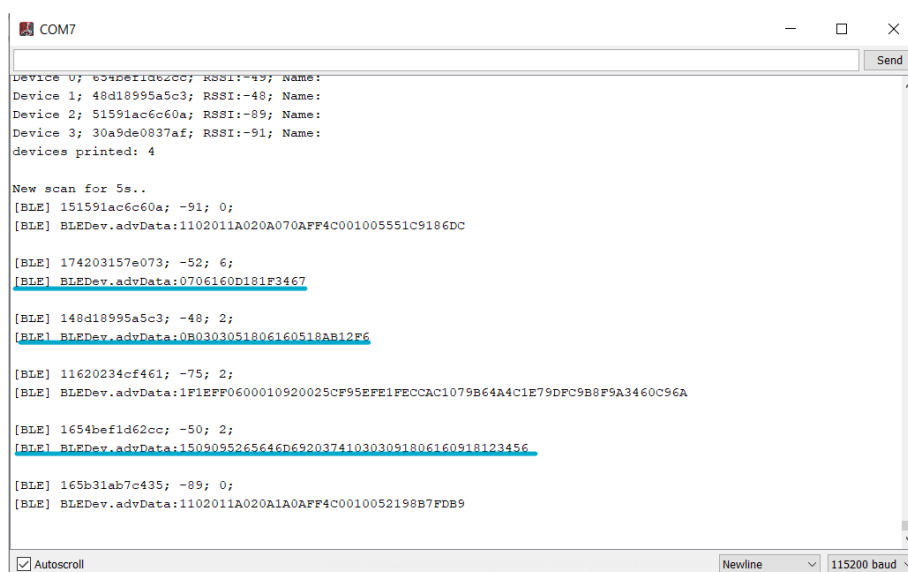 COM7
Send
Device 0; 654bef1d62cc; RSSI:-49; Name:
Device 1; 48d18995a5c3; RSSI:-48; Name:
Device 2; 51591ac6c60a; RSSI:-89; Name:
Device 3; 30a9de0837af; RSSI:-91; Name:
devices printed: 4
New scan for 5s..
[BLE] 151591ac6c60a; -91; 0;
[BLE] BLEDev.advData:1102011A020A070AFF4C001005551C9186DC
[BLE] 174203157e073; -52; 6;
[BLE] BLEDev.advData:0706160D181F3467
[BLE] 148d18995a5c3; -48; 2;
[BLE] BLEDev.advData:0B0303051806160518AB12F6
[BLE] 11620234cf461; -75; 2;
[BLE] BLEDev.advData:1F1EFF0600010920025CF95EFE1FECCAC1079B64A4C1E79DFC9B8F9A3460C96A
[BLE] 1654bef1d62cc; -50; 2;
[BLE] BLEDev.advData:1509095265646D69203741030309180616091812​3456
[BLE] 165b31ab7c435; -89; 0;
[BLE] BLEDev.advData:1102011A020A1A0AFF4C0010052198B7FDB9
Autoscroll
Newline
115200 baud